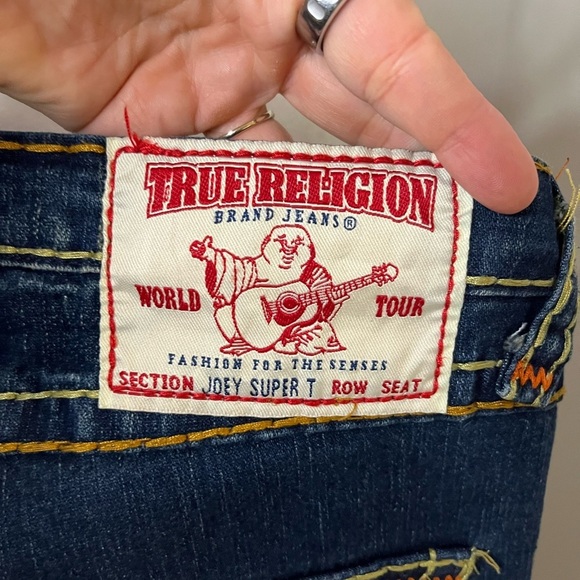 TRUE RELIGION
BRAND JEANS®
WORLD TOUR
FASHION FOR THE SENSES
SECTION JOEY SUPER T ROW SEAT